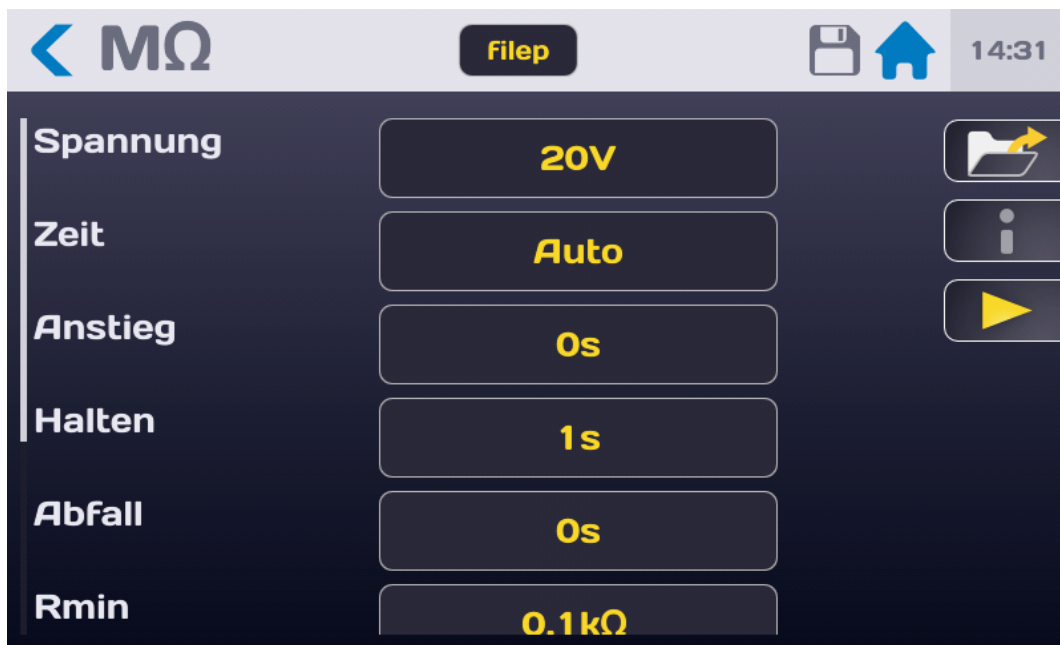 MΩ
filep
14:31
Spannung
20V
Zeit
Auto
Anstieg
0s
Halten
1s
Abfall
0s
Rmin
0.1kΩ